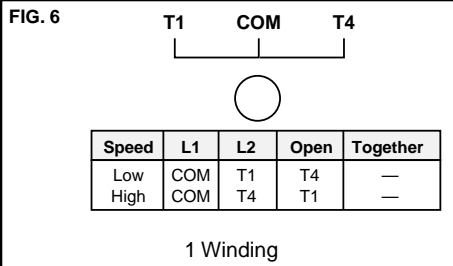 FIG. 6
T1 COM T4
Speed L1 L2 Open Together
Low COM T1 T4 —
High COM T4 T1 —
1 Winding